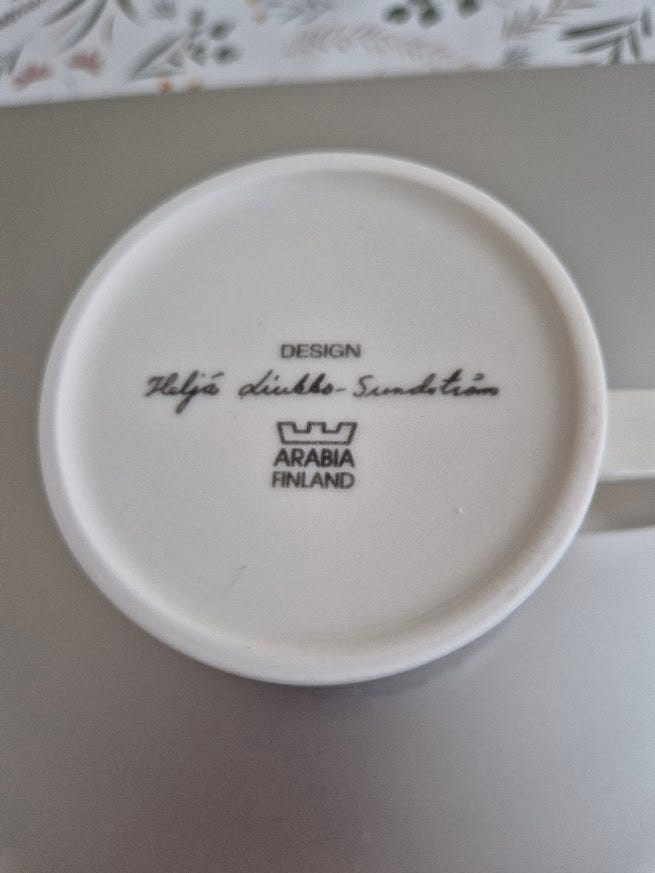 DESIGN
Heljä Liukko-Sundström
ARABIA
FINLAND